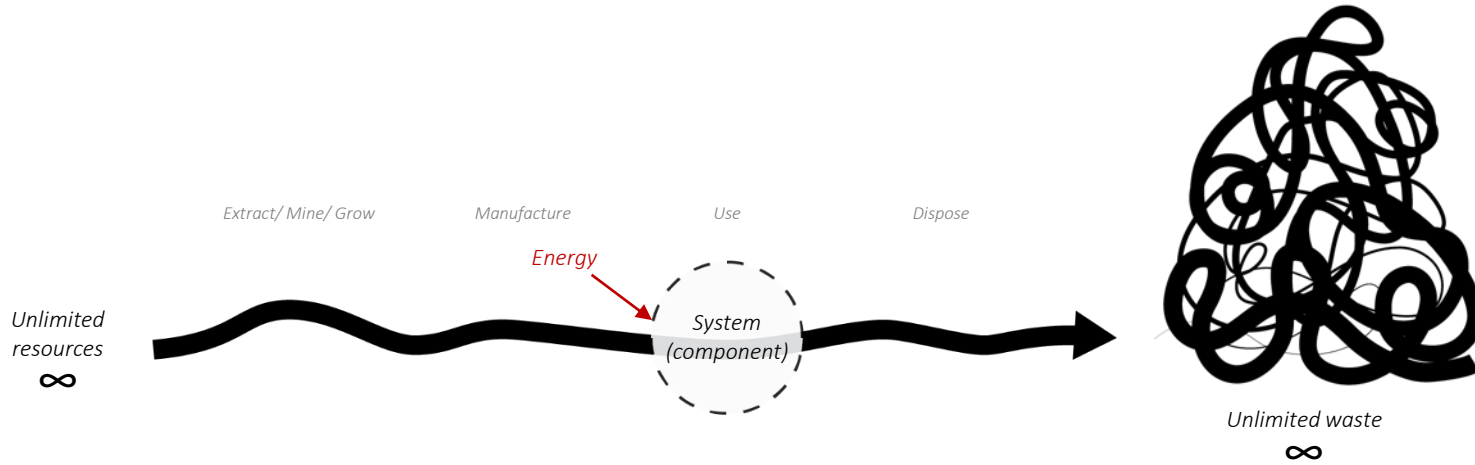 Extract/ Mine/ Grow
Manufacture
Use
Dispose
Energy
Unlimited
resources
∞
System
(component)
Unlimited waste
∞